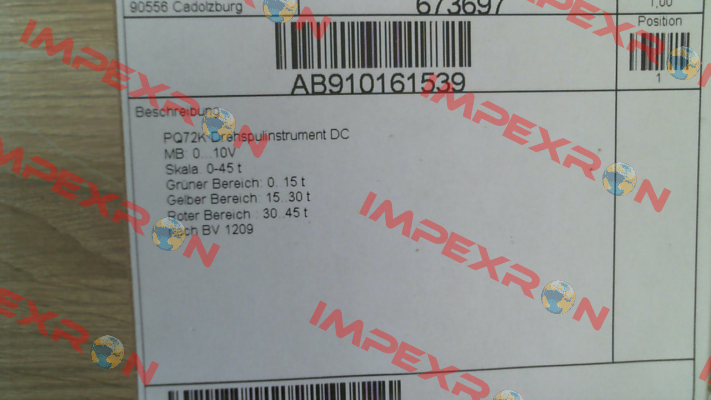 90556 Cadolzburg
673697
1,00
Position
AB910161539
1
Beschreibung
PQ72K Drehspulinstrument DC
MB: 0...10V
Skala: 0-45 t
Grüner Bereich: 0..15 t
Gelber Bereich: 15..30 t
Roter Bereich : 30..45 t
nach BV 1209
IMPEXRON
IMPEXRON
IMPEXRON
IMPEXRON
IMPEXRON
IMPEXRON